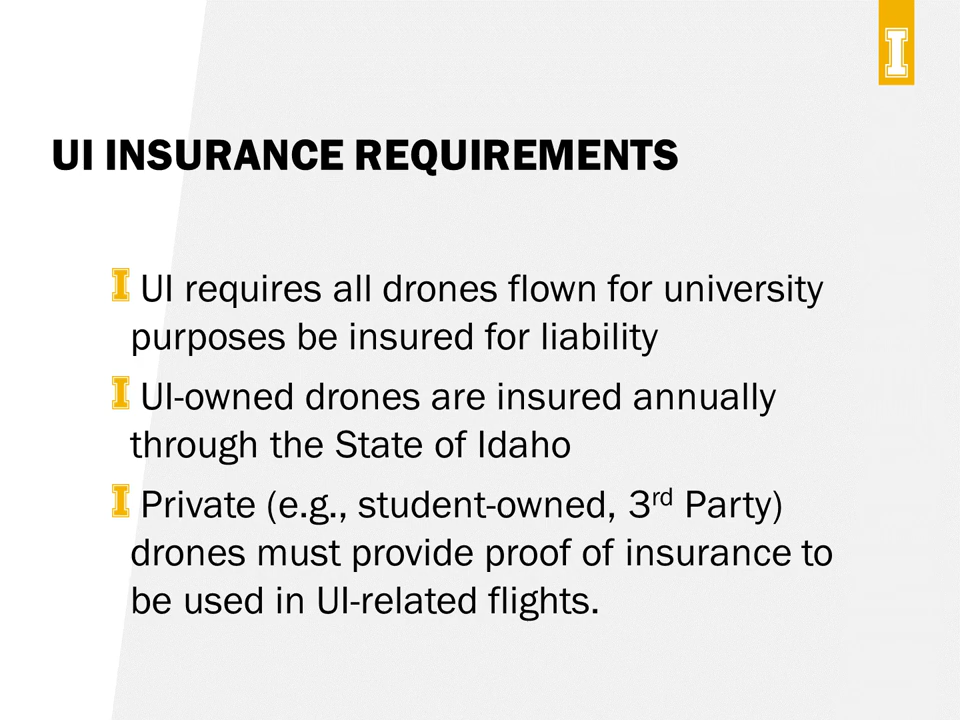 I
UI INSURANCE REQUIREMENTS
UI requires all drones flown for university
purposes be insured for liability
UI-owned drones are insured annually
through the State of Idaho
Private (e.g., student-owned, 3rd Party)
drones must provide proof of insurance to
be used in UI-related flights.